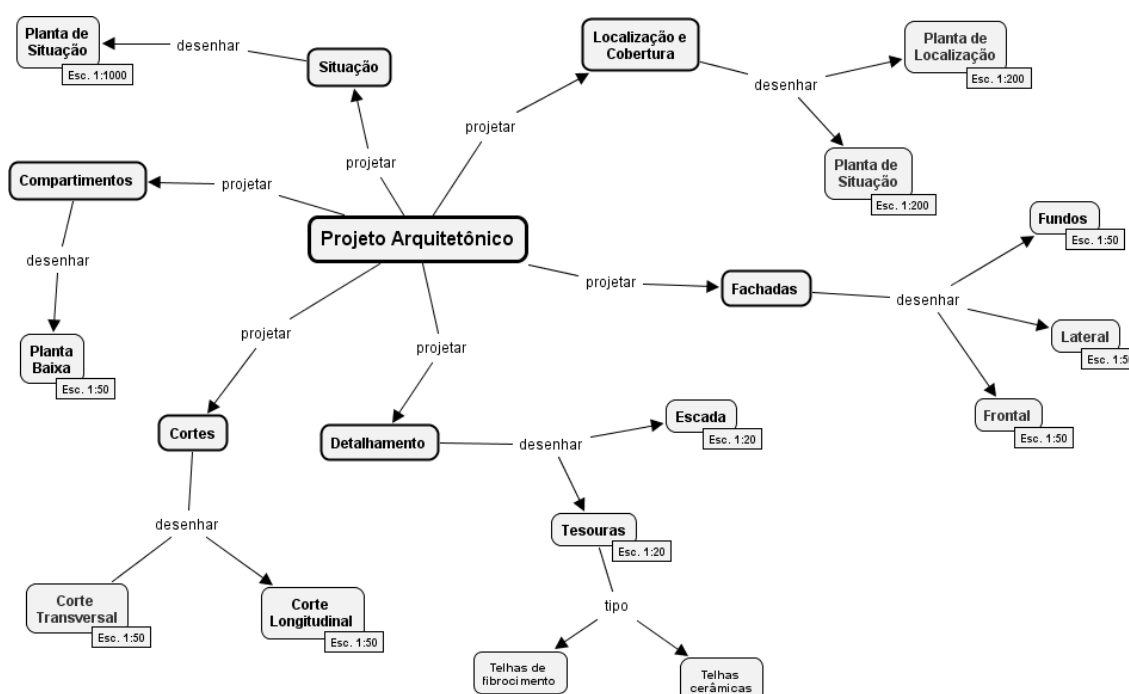 Planta de
Situação
Esc. 1:1000
desenhar
Situação
projetar
Localização e
Cobertura
projetar
desenhar
Planta de
Localização
Esc. 1:200
Planta de
Situação
Esc. 1:200
Compartimentos
projetar
desenhar
Planta
Baixa
Esc. 1:50
Projeto Arquitetônico
projetar
Fachadas
desenhar
Fundos
Esc. 1:50
Lateral
Esc. 1:5
Frontal
Esc. 1:50
projetar
Cortes
desenhar
Corte
Transversal
Esc. 1:50
Corte
Longitudinal
Esc. 1:50
projetar
Detalhamento
desenhar
Escada
Esc. 1:20
Tesouras
Esc. 1:20
tipo
Telhas de
fibrocimento
Telhas
cerâmicas